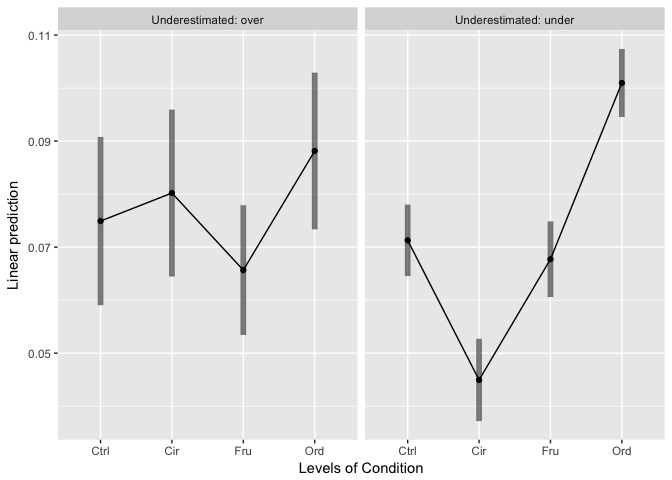 Underestimated: over
Underestimated: under
0.11
0.09
0.07
0.05
Linear prediction
Ctrl Cir Fru Ord
Ctrl Cir Fru Ord
Levels of Condition